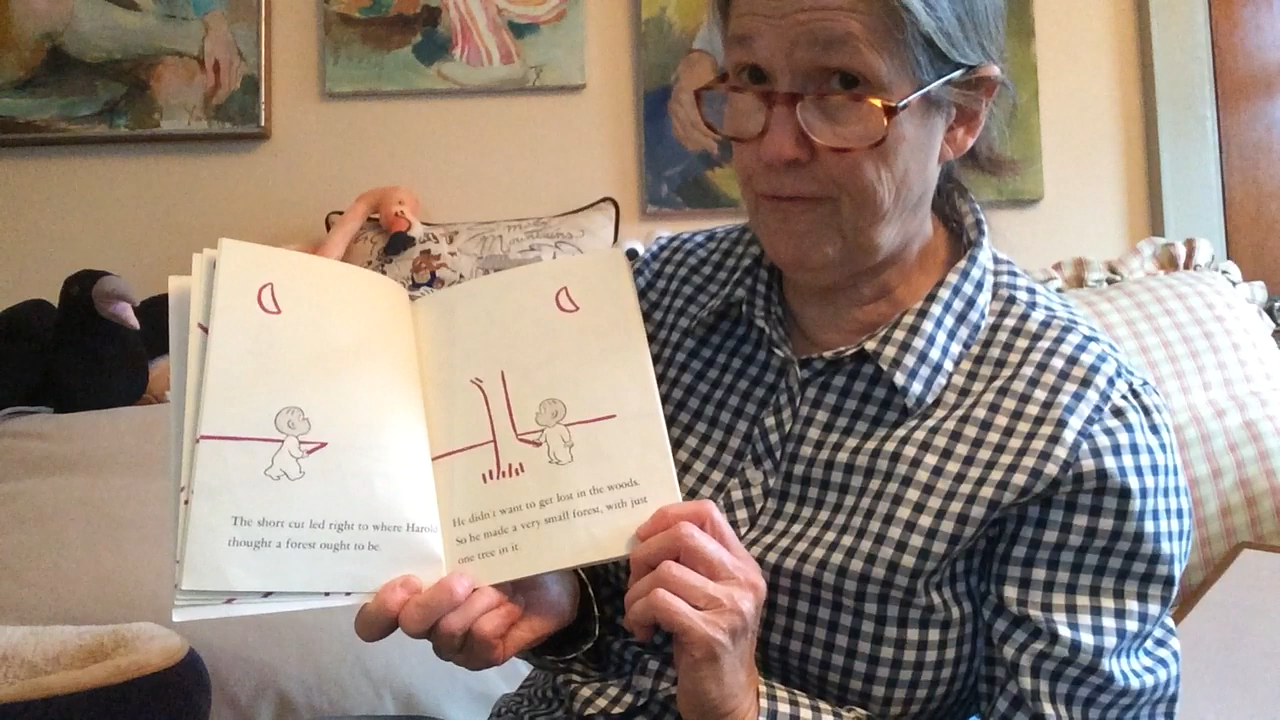 Mountains
The short cut led right to where Harold
thought a forest ought to be.
He didn't want to get lost in the woods.
So he made a very small forest, with just
one tree in it.